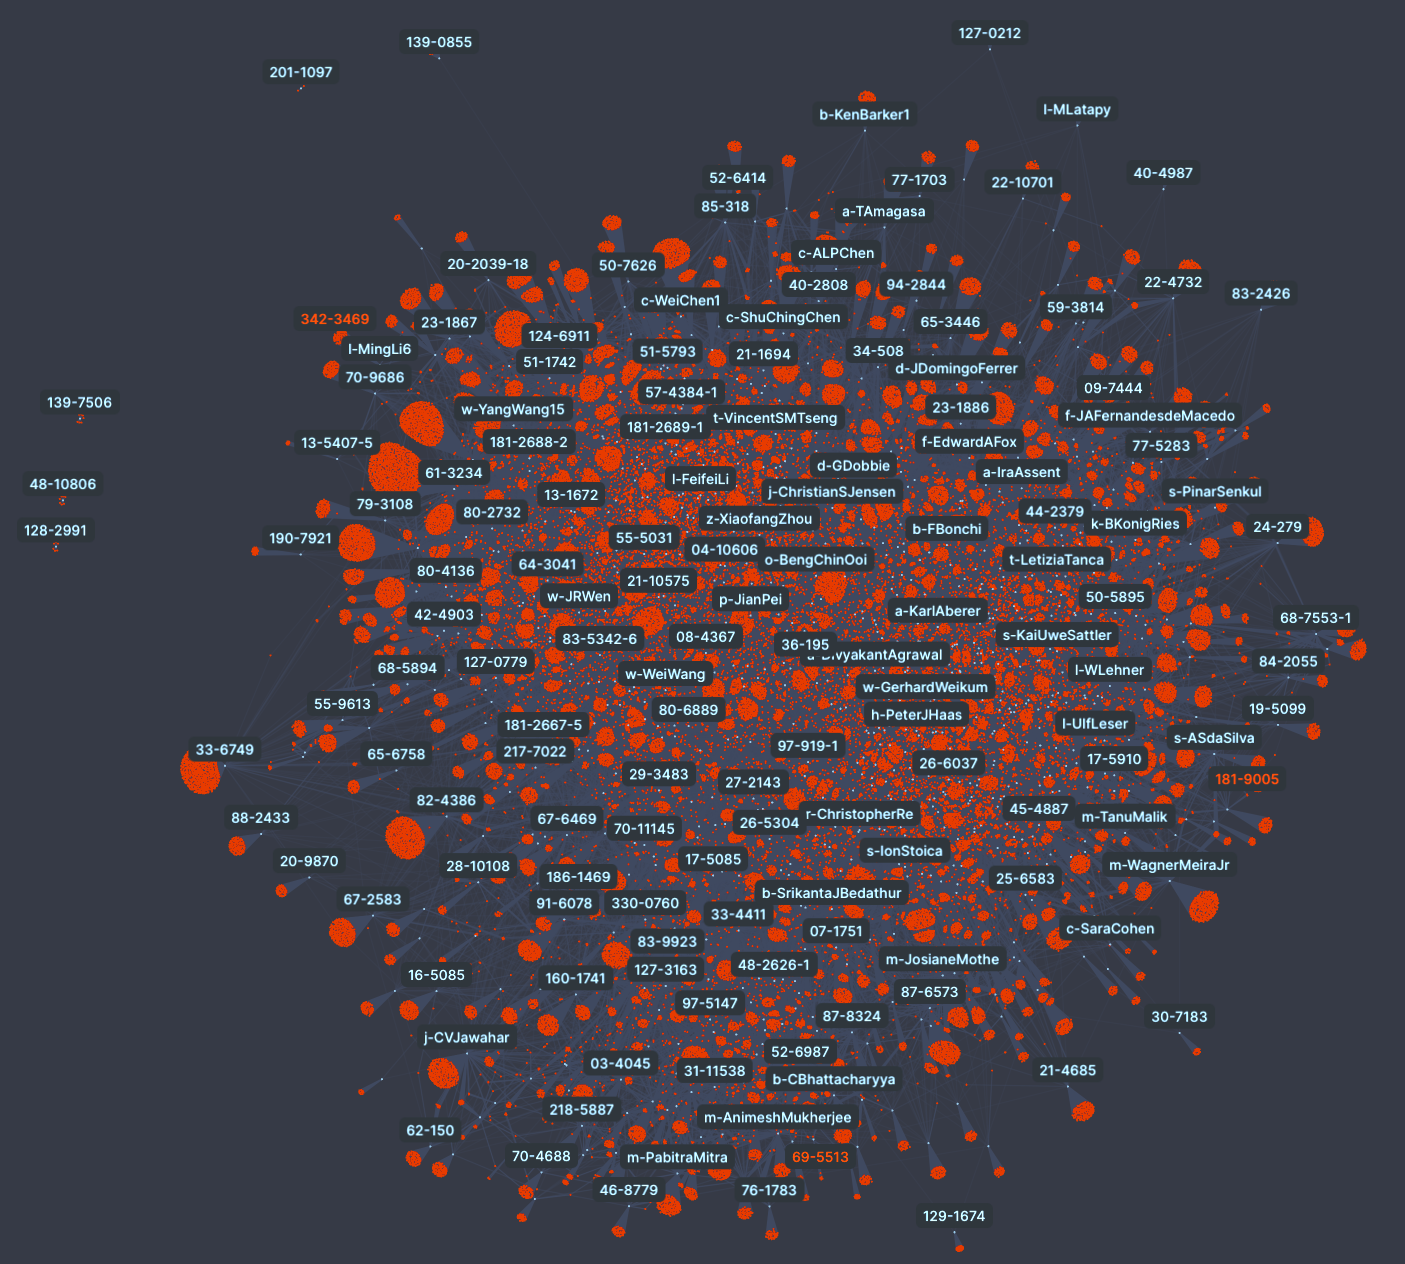 127-0212
139-0855
201-1097
l-MLatapy
b-KenBarker1
40-4987
52-6414
77-1703
22-10701
85-318
a-TAmagasa
c-ALPChen
20-2039-18
50-7626
22-4732
40-2808
94-2844
83-2426
c-WeiChen1
59-3814
342-3469
23-1867
c-ShuChingChen
65-3446
124-6911
l-MingLi6
51-5793
21-1694
34-508
51-1742
d-JDomingoFerrer
70-9686
09-7444
57-4384-1
139-7506
w-YangWang15
23-1886
t-VincentSMTseng
f-JAFernandesdeMacedo
181-2689-1
13-5407-5
181-2688-2
f-EdwardAFox
77-5283
61-3234
d-GDobbie
a-IraAssent
l-FeifeiLi
48-10806
13-1672
j-ChristianSJensen
s-PinarSenkul
79-3108
80-2732
z-XiaofangZhou
44-2379
k-BKonigRies
24-279
128-2991
b-FBonchi
190-7921
55-5031
04-10606
o-BengChinOoi
t-LetiziaTanca
80-4136
64-3041
21-10575
w-JRWen
p-JianPei
50-5895
42-4903
a-KarlAberer
68-7553-1
83-5342-6
08-4367
36-195
s-KaiUweSattler
68-5894
127-0779
84-2055
w-WeiWang
l-WLehner
w-GerhardWeikum
55-9613
80-6889
19-5099
h-PeterJHaas
181-2667-5
l-UlfLeser
s-ASdaSilva
33-6749
65-6758
217-7022
97-919-1
26-6037
17-5910
29-3483
27-2143
181-9005
82-4386
88-2433
67-6469
70-11145
26-5304
r-ChristopherRe
45-4887
m-TanuMalik
20-9870
28-10108
17-5085
s-IonStoica
m-WagnerMeiraJr
186-1469
25-6583
67-2583
91-6078
330-0760
b-SrikantaJBedathur
33-4411
07-1751
c-SaraCohen
83-9923
16-5085
160-1741
127-3163
48-2626-1
m-JosianeMothe
87-6573
97-5147
87-8324
30-7183
j-CVJawahar
03-4045
31-11538
52-6987
21-4685
b-CBhattacharyya
218-5887
m-AnimeshMukherjee
62-150
70-4688
m-PabitraMitra
69-5513
46-8779
76-1783
129-1674